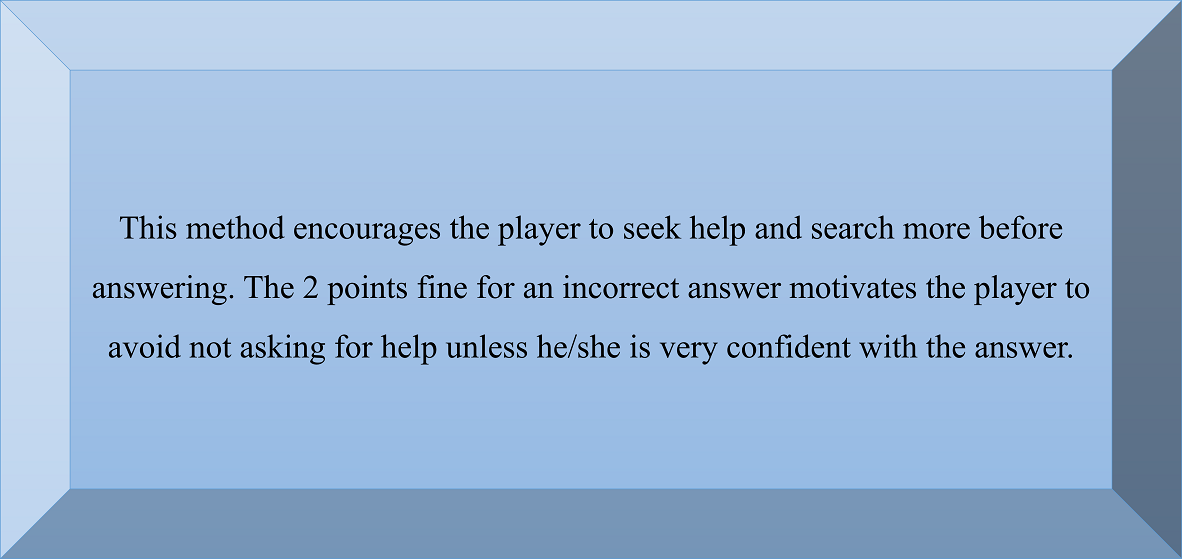 This method encourages the player to seek help and search more before
answering. The 2 points fine for an incorrect answer motivates the player to
avoid not asking for help unless he/she is very confident with the answer.